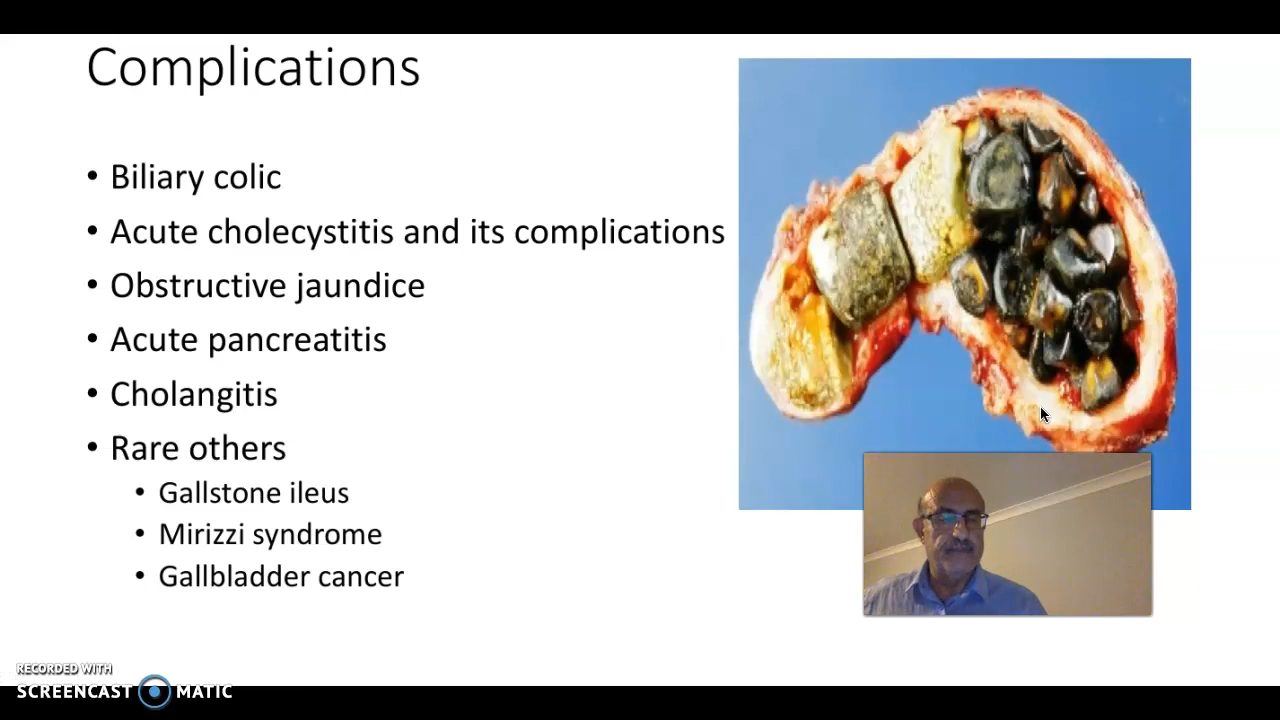 Complications
• Biliary colic
• Acute cholecystitis and its complications
• Obstructive jaundice
• Acute pancreatitis
• Cholangitis
• Rare others
• Gallstone ileus
• Mirizzi syndrome
• Gallbladder cancer
RECORDED WITH
SCREENCAST MATIC